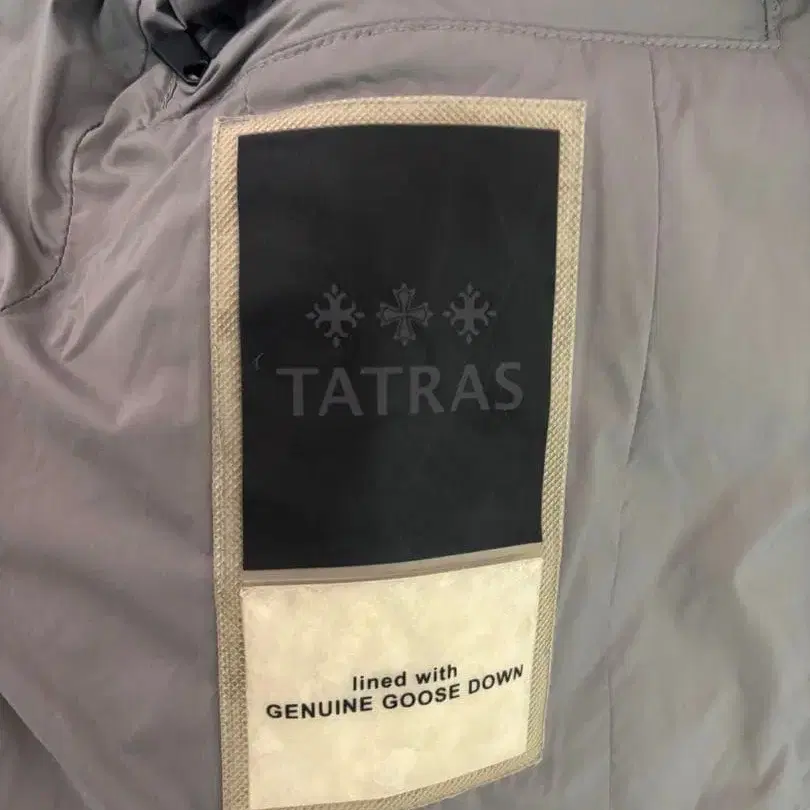 TATRAS
lined with
GENUINE GOOSE DOWN